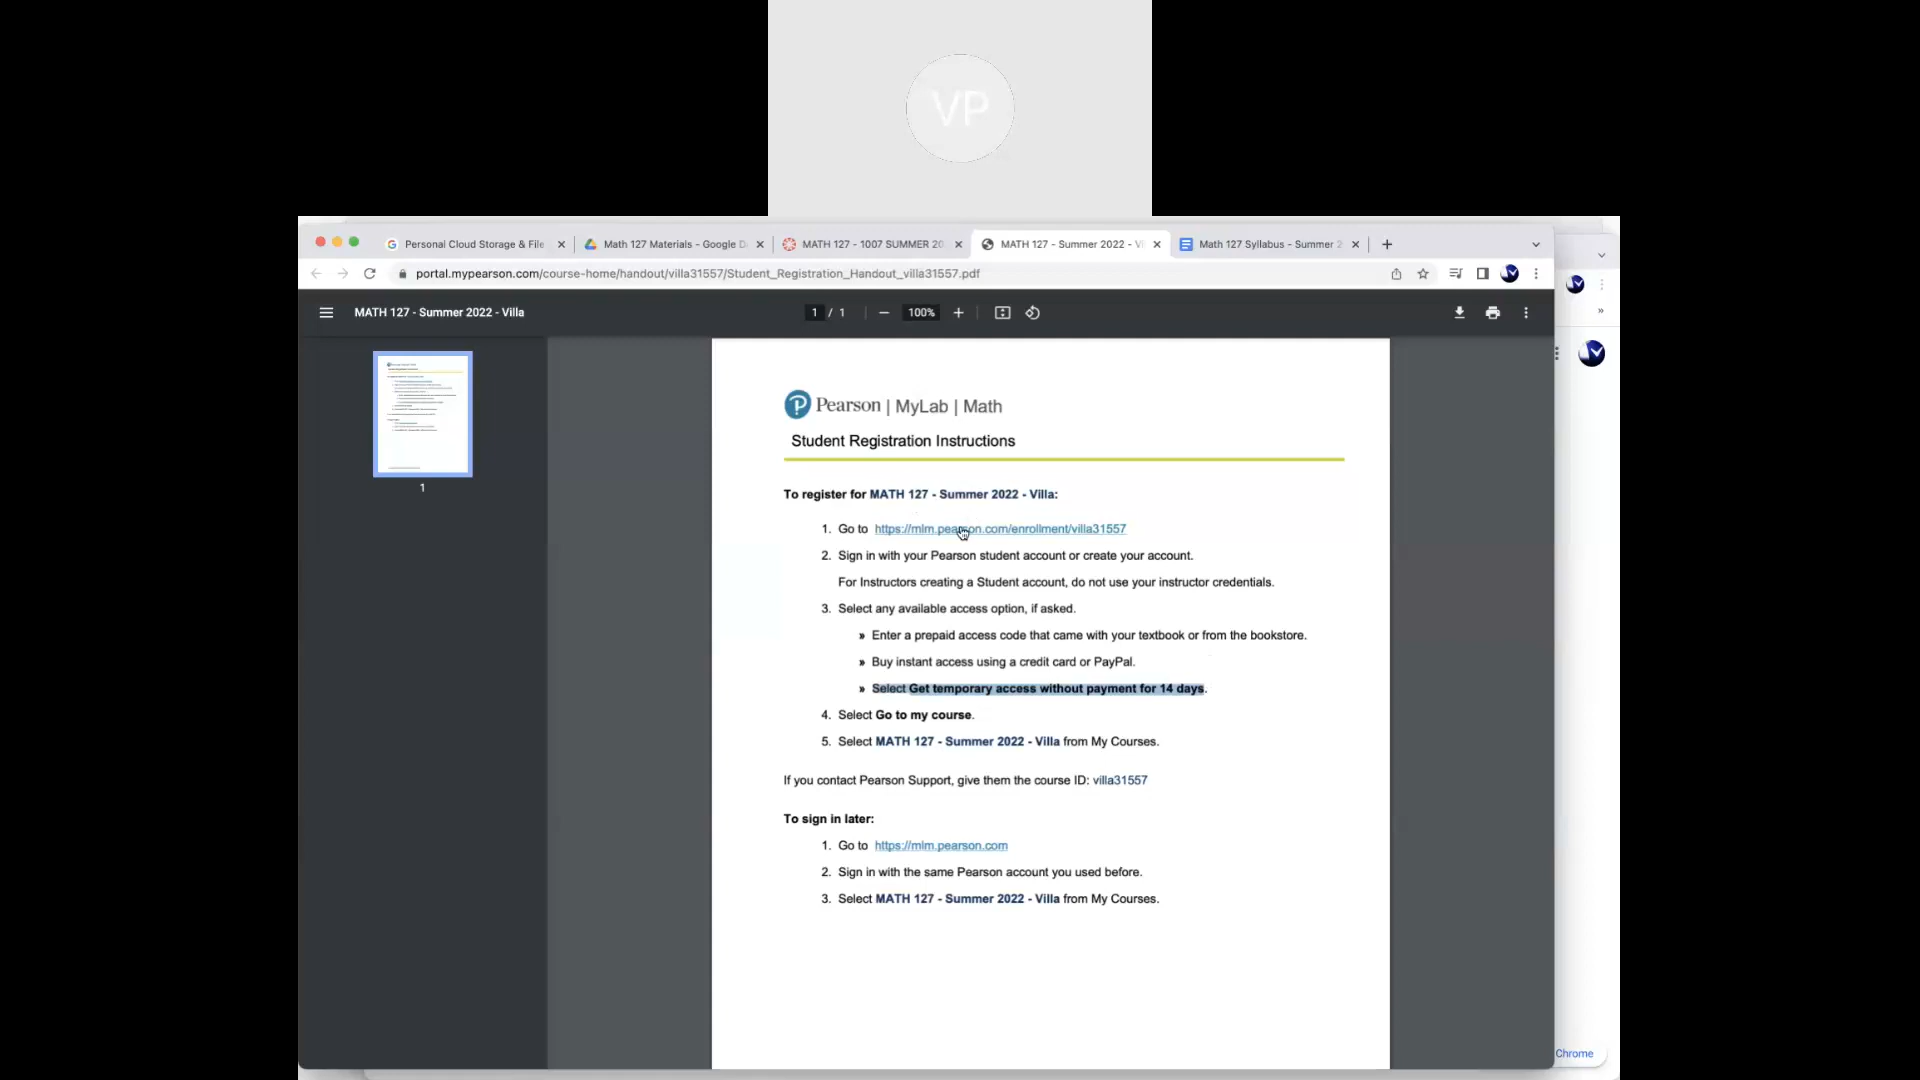 VP
Personal Cloud Storage & File
Math 127 Materials - Google D
MATH 127 - 1007 SUMMER 20
MATH 127 - Summer 2022 - Vi
Math 127 Syllabus - Summer 2
portal.mypearson.com/course-home/handout/villa31557/Student_Registration_Handout_villa31557.pdf
MATH 127 - Summer 2022 - Villa
1 / 1
100%
1
Pearson | MyLab | Math
Student Registration Instructions
To register for MATH 127 - Summer 2022 - Villa:
1. Go to https://mlm.pearson.com/enrollment/villa31557
2. Sign in with your Pearson student account or create your account.
For Instructors creating a Student account, do not use your instructor credentials.
3. Select any available access option, if asked.
» Enter a prepaid access code that came with your textbook or from the bookstore.
» Buy instant access using a credit card or PayPal.
» Select Get temporary access without payment for 14 days.
4. Select Go to my course.
5. Select MATH 127 - Summer 2022 - Villa from My Courses.
If you contact Pearson Support, give them the course ID: villa31557
To sign in later:
1. Go to https://mlm.pearson.com
2. Sign in with the same Pearson account you used before.
3. Select MATH 127 - Summer 2022 - Villa from My Courses.
Chrome